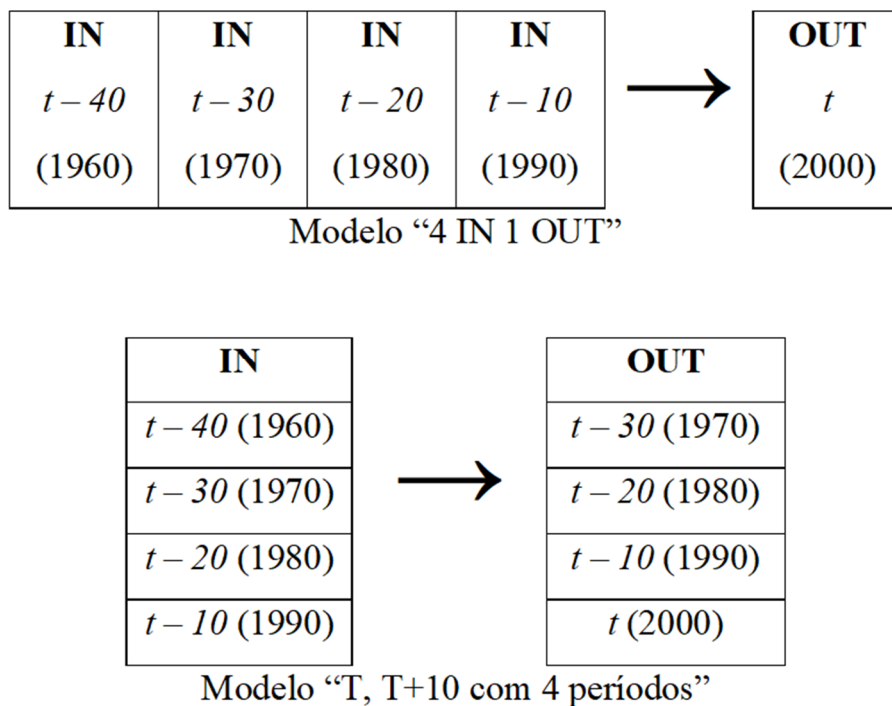 IN IN IN IN OUT
t – 40 t – 30 t – 20 t – 10 t
(1960) (1970) (1980) (1990) (2000)
Modelo “4 IN 1 OUT”
IN OUT
t – 40 (1960) t – 30 (1970)
t – 30 (1970) t – 20 (1980)
t – 20 (1980) t – 10 (1990)
t – 10 (1990) t (2000)
Modelo “T, T+10 com 4 períodos”